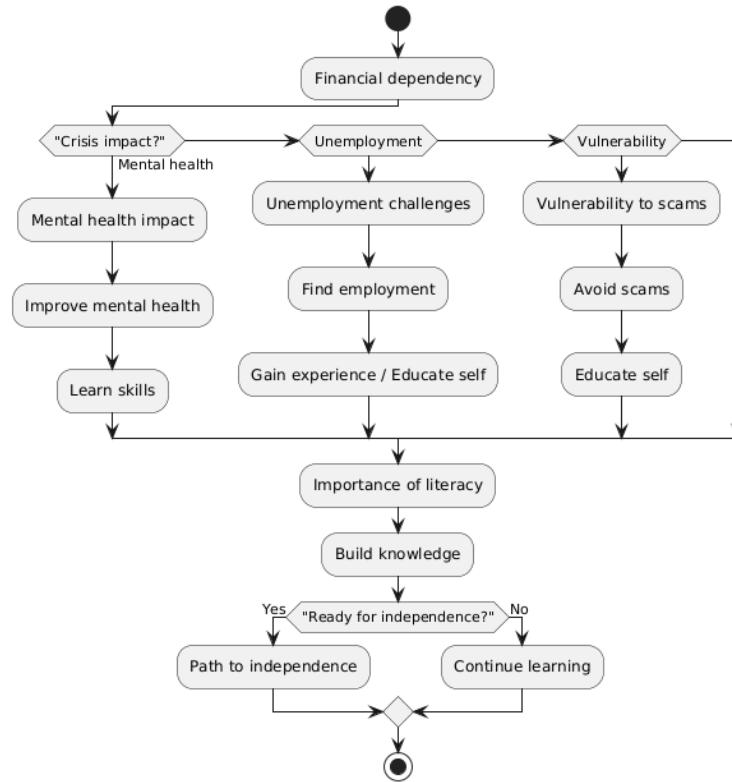 Financial dependency
"Crisis impact?"
Unemployment
Vulnerability
Mental health
Mental health impact
Unemployment challenges
Vulnerability to scams
Improve mental health
Find employment
Avoid scams
Learn skills
Gain experience / Educate self
Educate self
Importance of literacy
Build knowledge
Yes
"Ready for independence?"
No
Path to independence
Continue learning